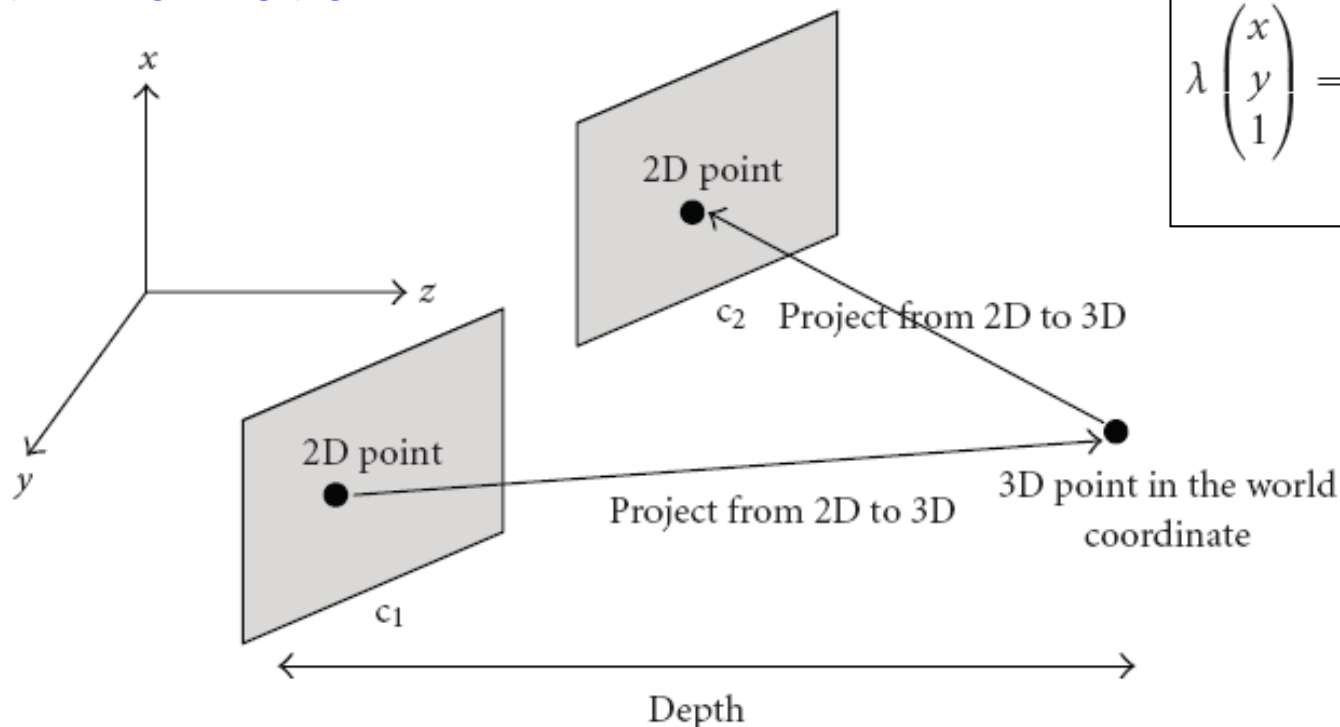 x
λ ( x y 1 ) =
2D point
z
c₂ Project from 2D to 3D
y
2D point
Project from 2D to 3D
3D point in the world
coordinate
c₁
Depth